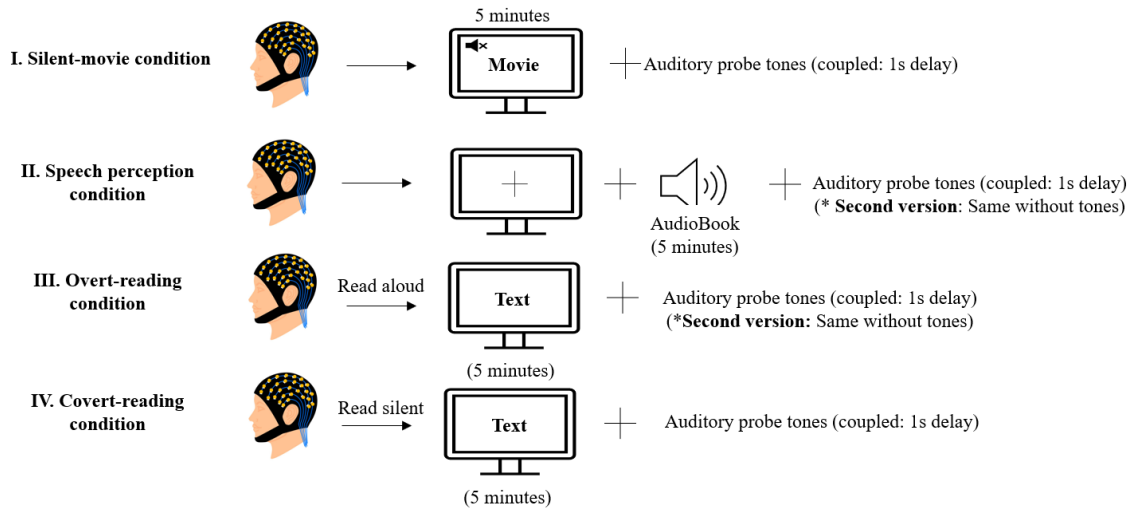 5 minutes
I. Silent-movie condition
Movie
Auditory probe tones (coupled: 1s delay)
II. Speech perception
condition
AudioBook
(5 minutes)
Auditory probe tones (coupled: 1s delay)
(* Second version: Same without tones)
III. Overt-reading
condition
Read aloud
Text
(5 minutes)
Auditory probe tones (coupled: 1s delay)
(*Second version: Same without tones)
IV. Covert-reading
condition
Read silent
Text
(5 minutes)
Auditory probe tones (coupled: 1s delay)